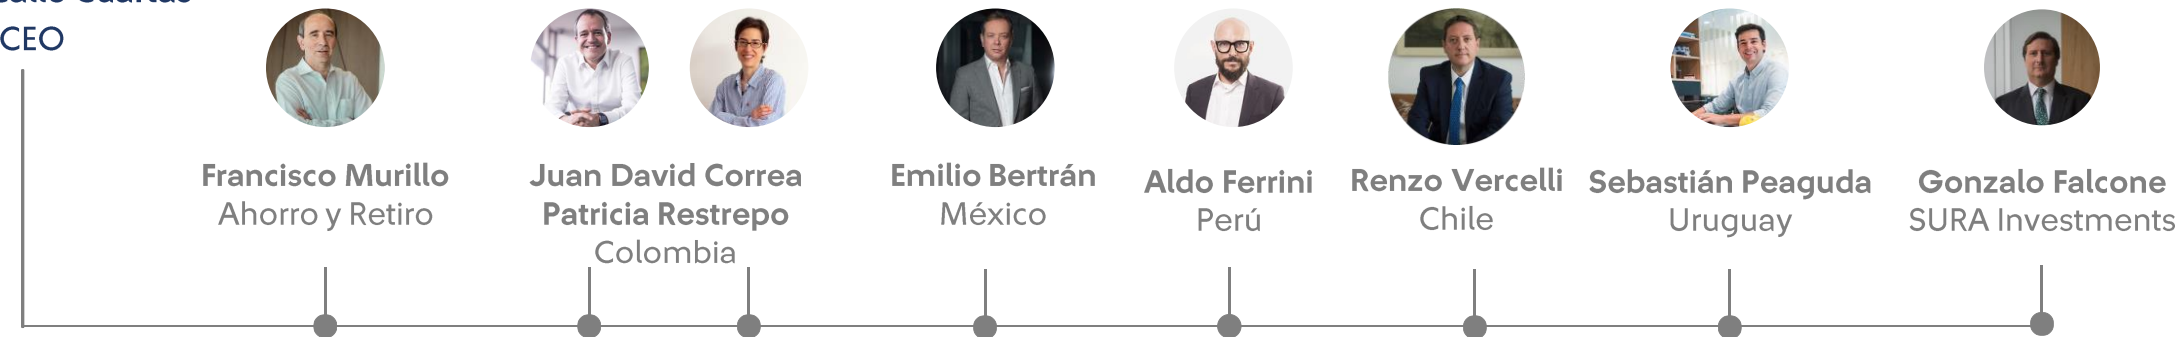 CEO
Francisco Murillo
Ahorro y Retiro
Juan David Correa
Patricia Restrepo
Colombia
Emilio Bertrán
México
Aldo Ferrini
Perú
Renzo Vercelli
Chile
Sebastián Peaguda
Uruguay
Gonzalo Falcone
SURA Investments